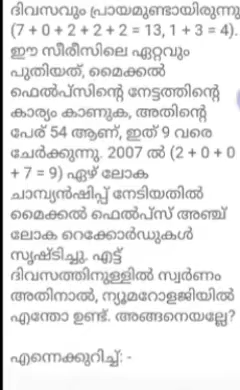 ദിവസവും പ്രായമുണ്ടായിരുന്നു
(7 + 0 + 2 + 2 + 2 = 13, 1 + 3 = 4).
ഈ സീരീസിലെ ഏറ്റവും
പുതിയത്, മൈക്കൽ
ഫെൽപ്സിന്റെ നേട്ടത്തിന്റെ
കാര്യം കാണുക, അതിന്റെ
പേര് 54 ആണ്, ഇത് 9 വരെ
ചേർക്കുന്നു. 2007 ൽ (2 + 0 + 0
+ 7 = 9) ഏഴ് ലോക
ചാമ്പ്യൻഷിപ്പ് നേടിയതിൽ
മൈക്കൽ ഫെൽപ്സ് അഞ്ച്
ലോക റെക്കോർഡുകൾ
സൃഷ്ടിച്ചു. എട്ട്
ദിവസത്തിനുള്ളിൽ സ്വർണം
അതിനാൽ, ന്യൂമറോളജിയിൽ
എന്തോ ഉണ്ട്. അങ്ങനെയല്ലേ?
എന്നെക്കുറിച്ച്: -